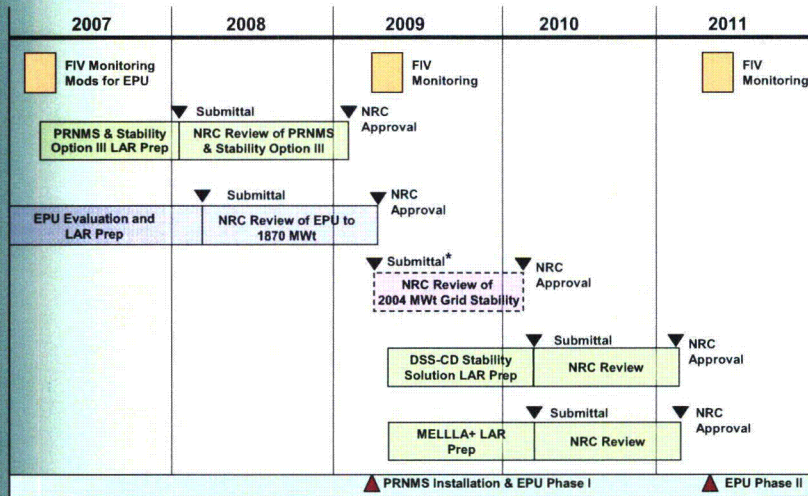 2007 2008 2009 2010 2011
FIV Monitoring
Mods for EPU
FIV
Monitoring
FIV
Monitoring
Submittal
NRC
Approval
PRNMS & Stability
Option III LAR Prep
NRC Review of PRNMS
& Stability Option III
Submittal
NRC
Approval
EPU Evaluation and
LAR Prep
NRC Review of EPU to
1870 MWt
Submittal*
NRC
Approval
NRC Review of
2004 MWt Grid Stability
Submittal
NRC
Approval
DSS-CD Stability
Solution LAR Prep
NRC Review
Submittal
NRC
Approval
MELLLA+ LAR
Prep
NRC Review
PRNMS Installation & EPU Phase I
EPU Phase II